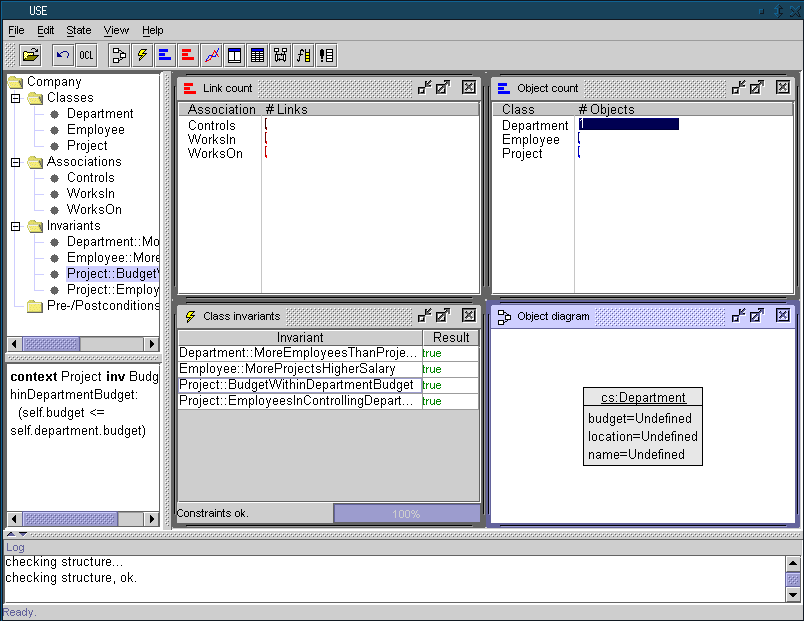 USE
File Edit State View Help
OCL
Company
Classes
Department
Employee
Project
Associations
Controls
WorksIn
WorksOn
Invariants
Department::Mo
Employee::More
Project::Budget
Project::Employ
Pre-/Postconditions
context Project inv Budg
hinDepartmentBudget:
(self.budget <=
self.department.budget)
Link count
Association # Links
Controls
WorksIn
WorksOn
Object count
Class # Objects
Department 1
Employee
Project
Class invariants
Invariant Result
Department::MoreEmployeesThanProje... true
Employee::MoreProjectsHigherSalary true
Project::BudgetWithinDepartmentBudget true
Project::EmployeesInControllingDepart... true
Constraints ok. 100%
Object diagram
cs:Department
budget=Undefined
location=Undefined
name=Undefined
Log
checking structure...
checking structure, ok.
Ready.